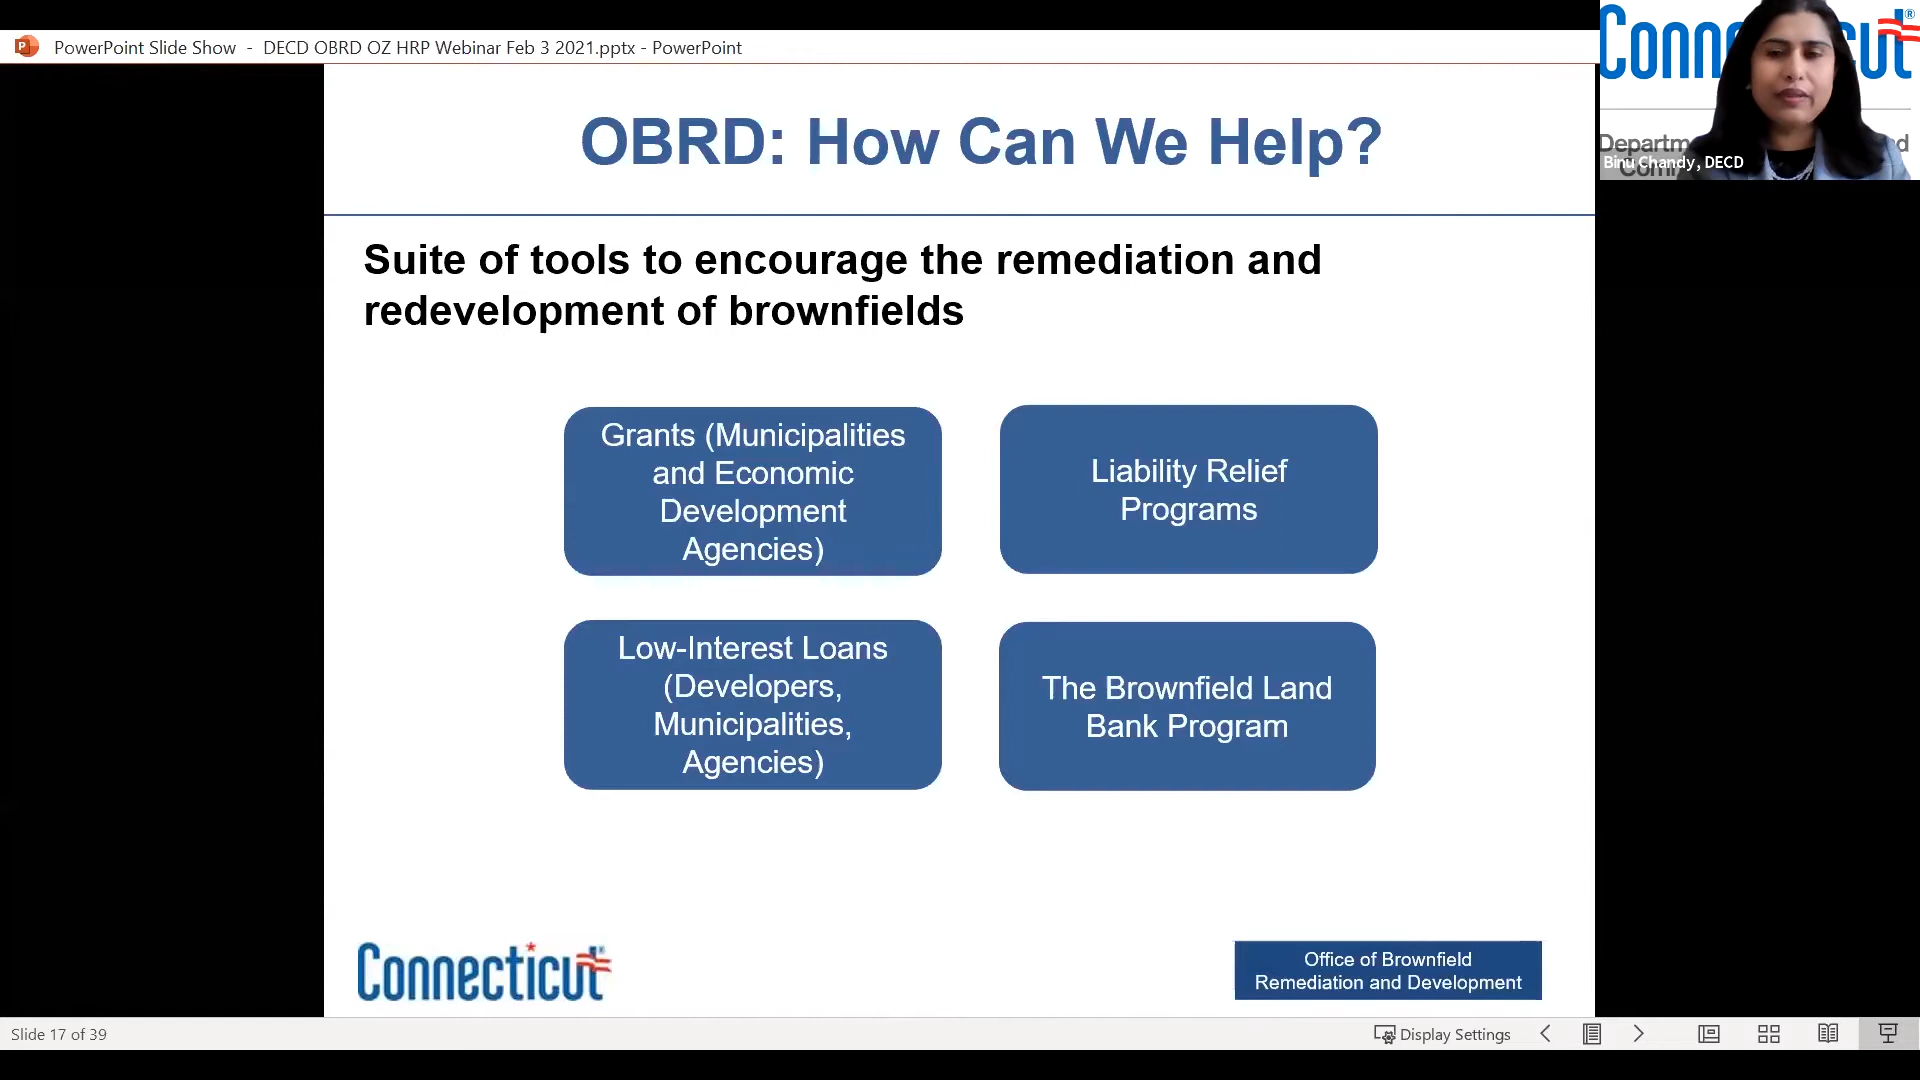 PowerPoint Slide Show - DECD OBRD OZ HRP Webinar Feb 3 2021.pptx - PowerPoint
OBRD: How Can We Help?
Suite of tools to encourage the remediation and
redevelopment of brownfields
Grants (Municipalities
and Economic
Development
Agencies)
Liability Relief
Programs
Low-Interest Loans
(Developers,
Municipalities,
Agencies)
The Brownfield Land
Bank Program
Connecticut
Office of Brownfield
Remediation and Development
Slide 17 of 39
Display Settings
Binu Chandy, DECD